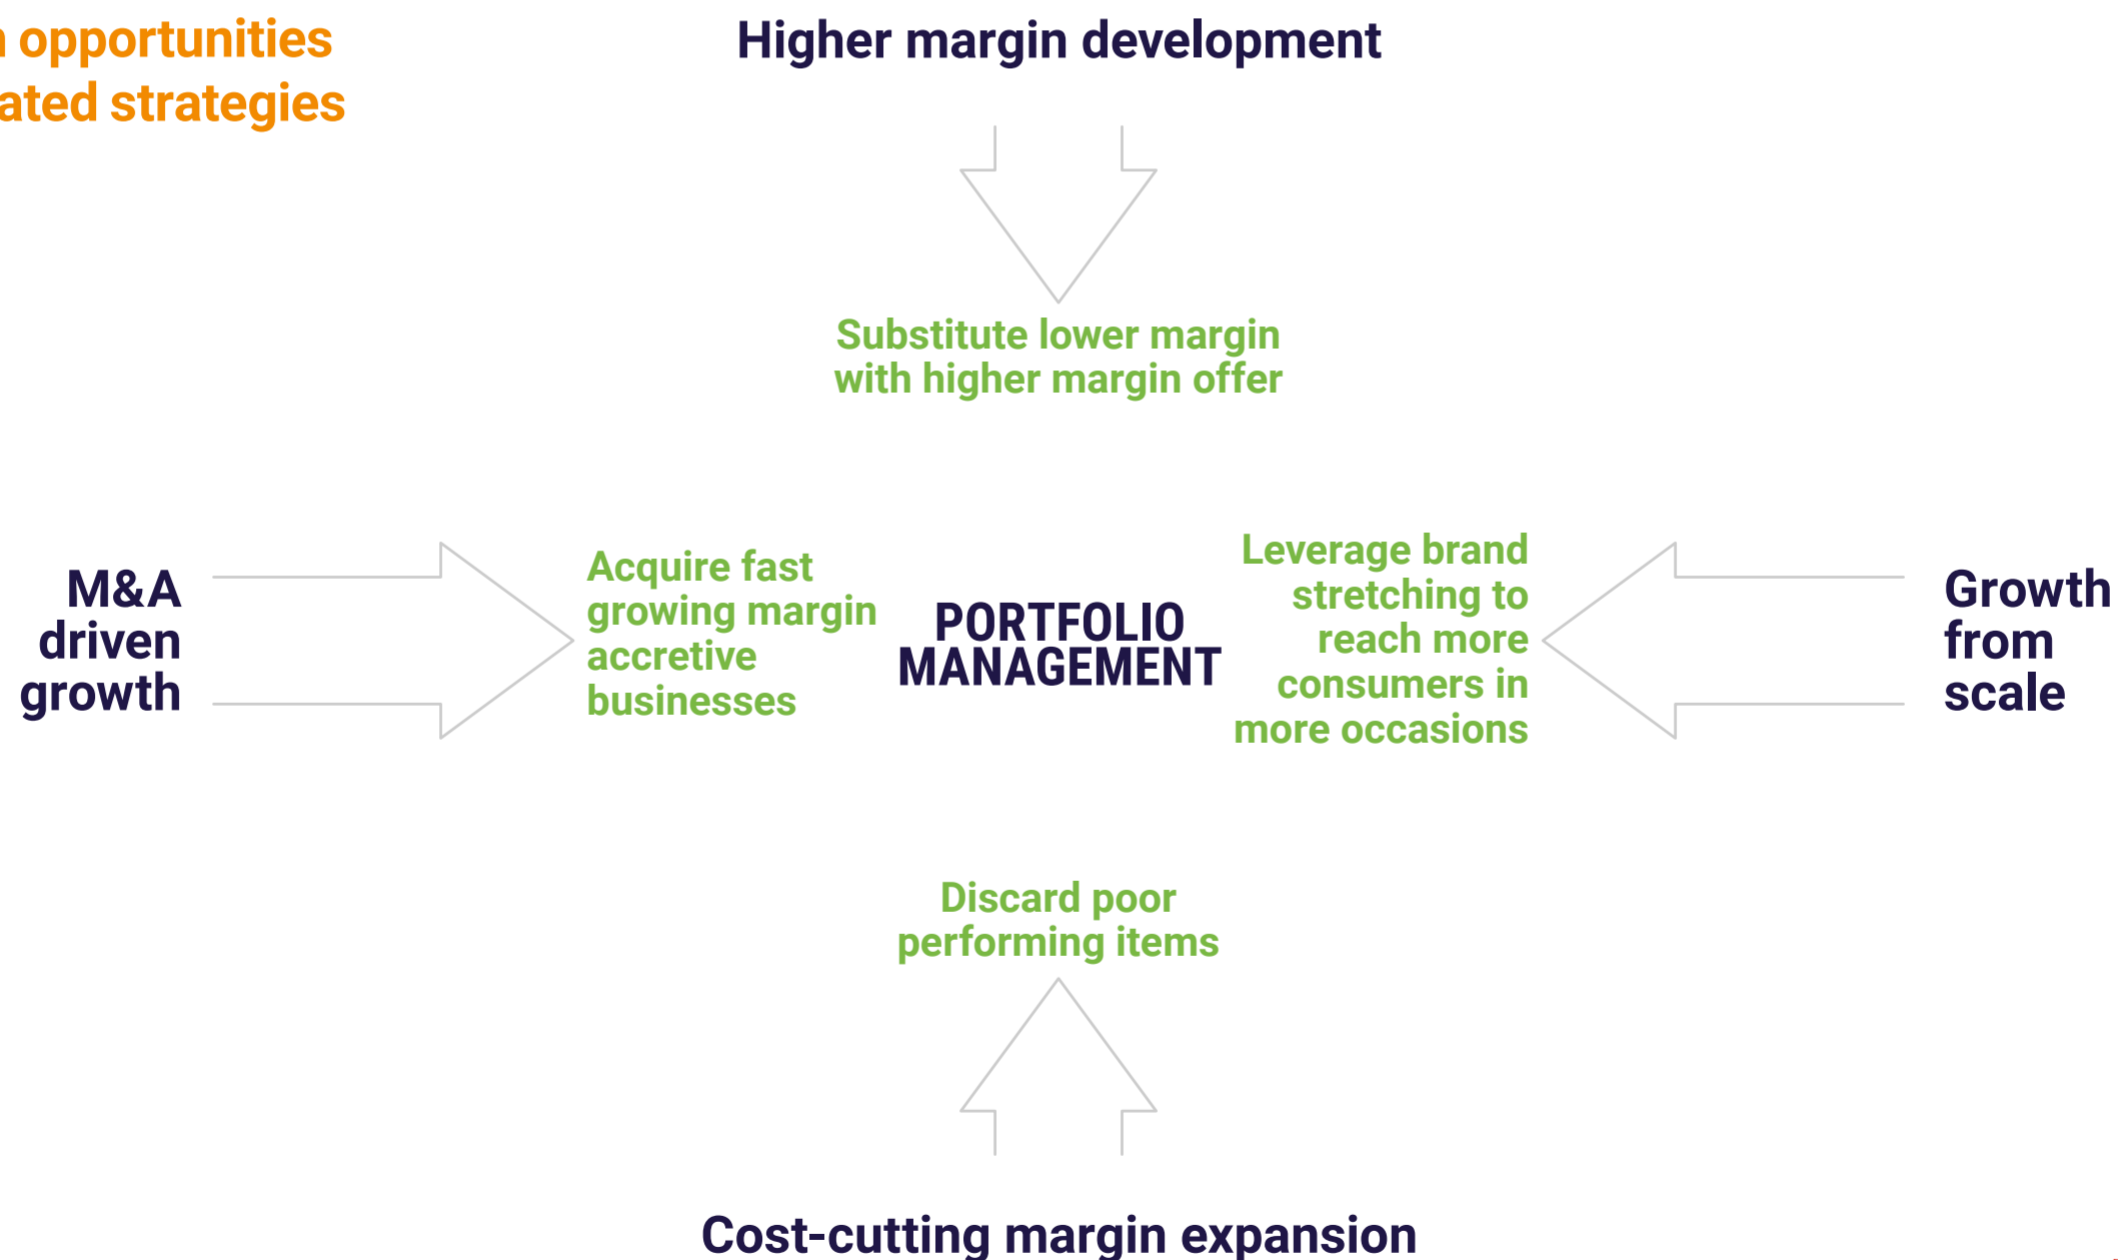 opportunities
strategies
Higher margin development
Substitute lower margin
with higher margin offer
M&A
driven
growth
Acquire fast
growing margin
accretive
businesses
PORTFOLIO
MANAGEMENT
Leverage brand
stretching to
reach more
consumers in
more occasions
Growth
from
scale
Discard poor
performing items
Cost-cutting margin expansion